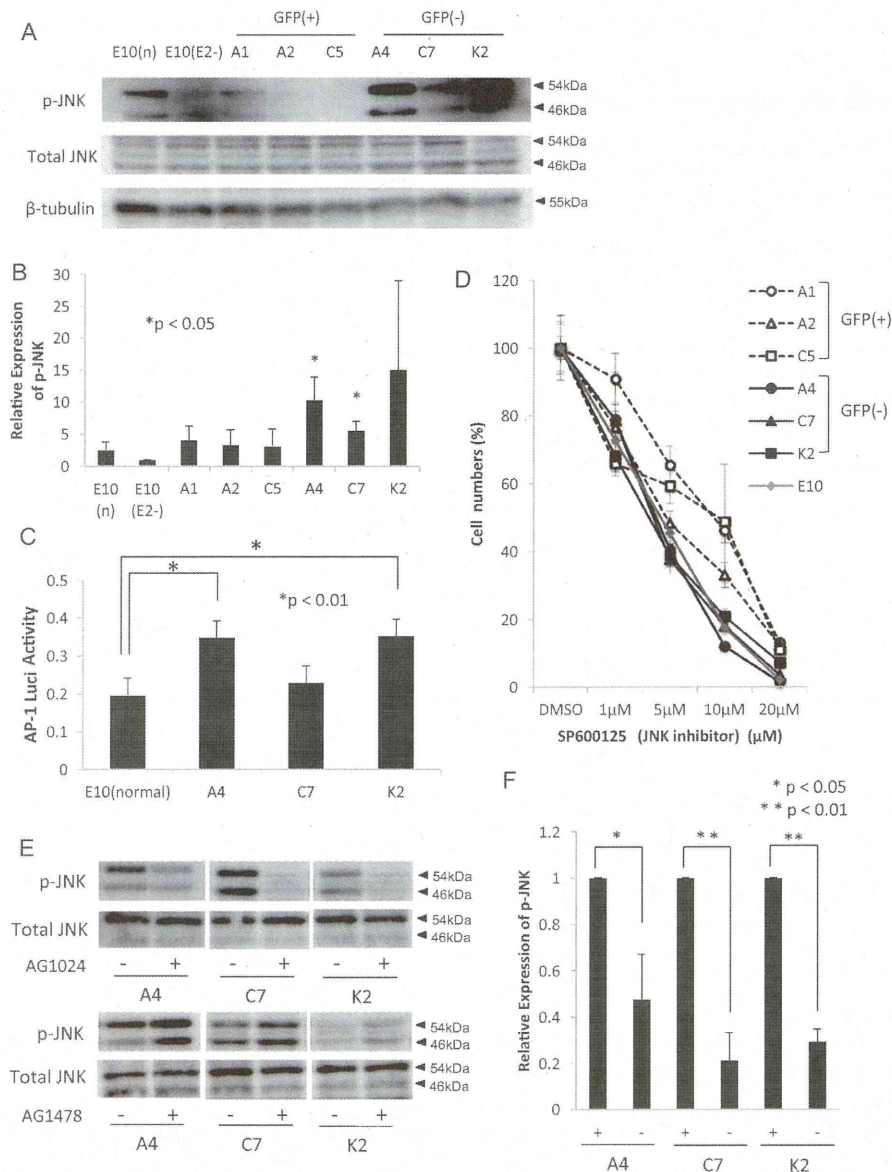 A
GFP(+) GFP(-)
E10(n) E10(E2-) A1 A2 C5 A4 C7 K2
p-JNK
54kDa
46kDa
Total JNK
54kDa
46kDa
β-tubulin
55kDa
B
Relative Expression
of p-JNK
30
25
20
15
10
5
0
*p < 0.05
*
*
E10
(n)
E10
(E2-)
A1 A2 C5 A4 C7 K2
C
AP-1 Luci Activity
0.5
0.4
0.3
0.2
0.1
0
*
*
*p < 0.01
E10(normal) A4 C7 K2
D
Cell numbers (%)
120
100
80
60
40
20
0
DMSO 1μM 5μM 10μM 20μM
SP600125 (JNK inhibitor) (μM)
A1
A2
C5
GFP(+)
A4
C7
K2
GFP(-)
E10
E
p-JNK
54kDa
46kDa
Total JNK
54kDa
46kDa
AG1024 - + - + - +
A4 C7 K2
p-JNK
54kDa
46kDa
Total JNK
54kDa
46kDa
AG1478 - + - + - +
A4 C7 K2
F
* p < 0.05
** p < 0.01
Relative Expression of p-JNK
1.2
1
0.8
0.6
0.4
0.2
0
* ** **
+ - + - + -
A4 C7 K2